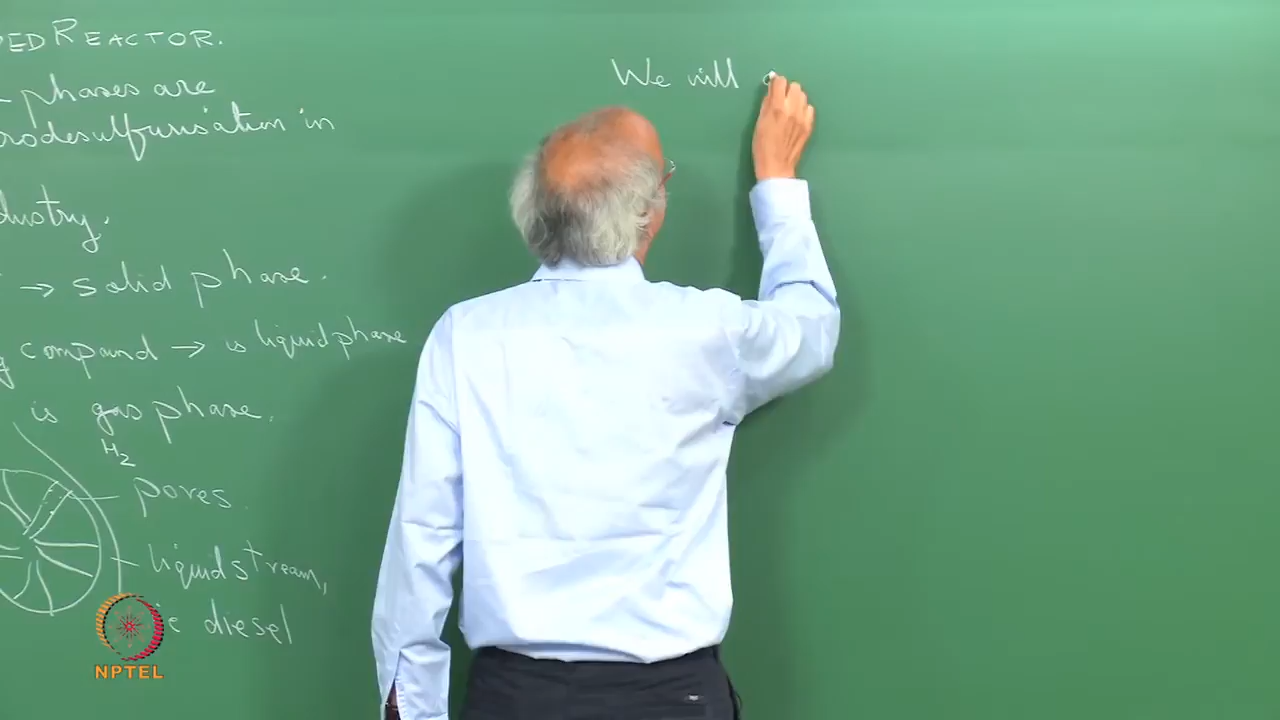 ED REACTOR.
phases are
rodesulfurisation in
dustry.
→ solid phase.
g compound → is liquid phase
is gas phase.
H2
pores
liquid stream,
e diesel
We will
NPTEL